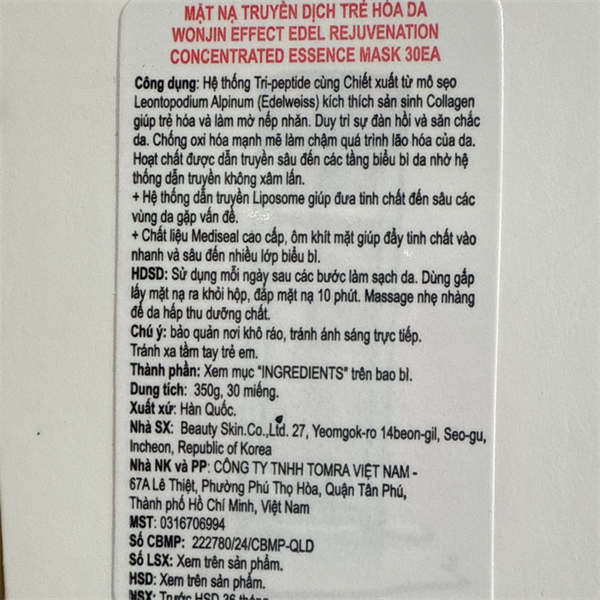 MẶT NẠ TRUYỀN DỊCH TRẺ HÓA DA
WONJIN EFFECT EDEL REJUVENATION
CONCENTRATED ESSENCE MASK 30EA
Công dụng: Hệ thống Tri-peptide cùng Chiết xuất từ mô sẹo
Leontopodium Alpinum (Edelweiss) kích thích sản sinh Collagen
giúp trẻ hóa và làm mờ nếp nhăn. Duy trì sự đàn hồi và săn chắc
da. Chống oxi hóa mạnh mẽ làm chậm quá trình lão hóa của da.
Hoạt chất được dẫn truyền sâu đến các tầng biểu bì da nhờ hệ
thống dẫn truyền không xâm lấn.
+ Hệ thống dẫn truyền Liposome giúp đưa tinh chất đến sâu các
vùng da gặp vấn đề.
+ Chất liệu Mediseal cao cấp, ôm khít mặt giúp đẩy tinh chất vào
nhanh và sâu đến nhiều lớp biểu bì.
HDSD: Sử dụng mỗi ngày sau các bước làm sạch da. Dùng gấp
lấy mặt nạ ra khỏi hộp, đắp mặt nạ 10 phút. Massage nhẹ nhàng
để da hấp thu dưỡng chất.
Chú ý: bảo quản nơi khô ráo, tránh ánh sáng trực tiếp.
Tránh xa tầm tay trẻ em.
Thành phần: Xem mục "INGREDIENTS" trên bao bì.
Dung tích: 350g, 30 miếng.
Xuất xứ: Hàn Quốc.
Nhà SX: Beauty Skin.Co.,Ltd. 27, Yeomgok-ro 14beon-gil, Seo-gu,
Incheon, Republic of Korea
Nhà NK và PP: CÔNG TY TNHH TOMRA VIỆT NAM -
67A Lê Thiệt, Phường Phú Thọ Hòa, Quận Tân Phú,
Thành phố Hồ Chí Minh, Việt Nam
MST: 0316706994
Số CBMP: 222780/24/CBMP-QLD
Số LSX: Xem trên sản phẩm.
HSD: Xem trên sản phẩm.
NSX: Trước HSD 36 tháng